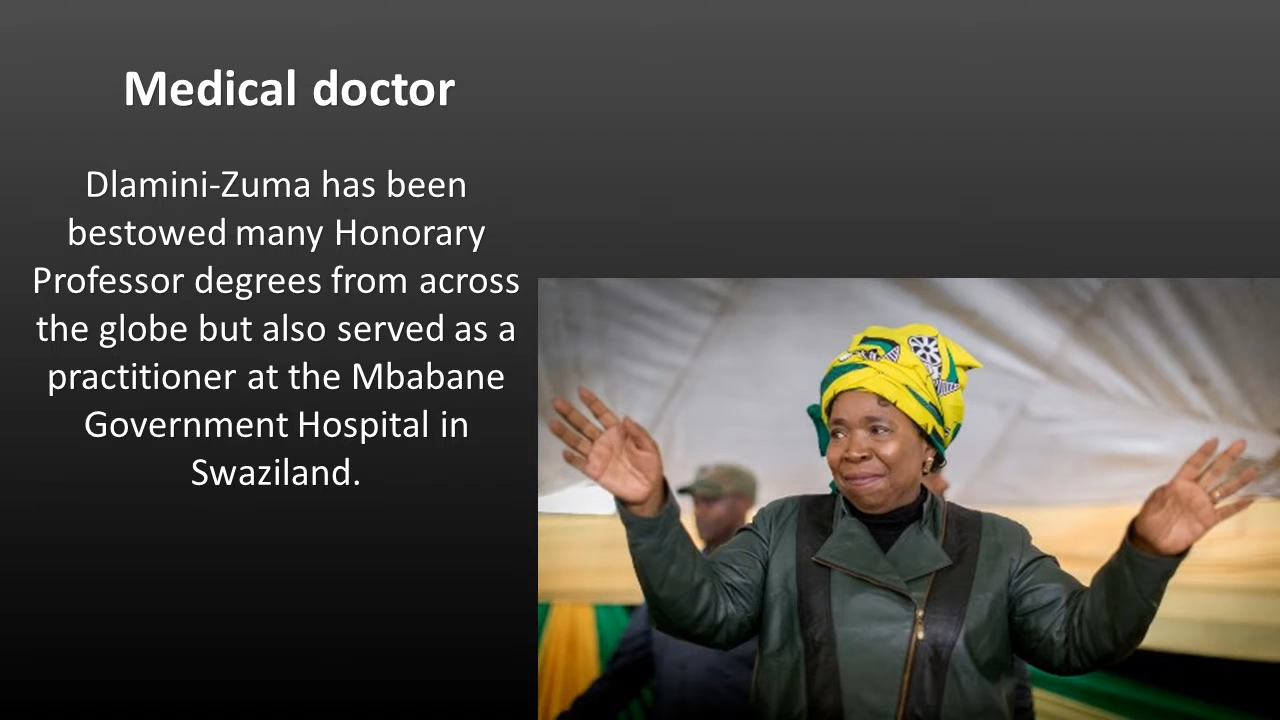 Medical doctor
Dlamini-Zuma has been
bestowed many Honorary
Professor degrees from across
the globe but also served as a
practitioner at the Mbabane
Government Hospital in
Swaziland.